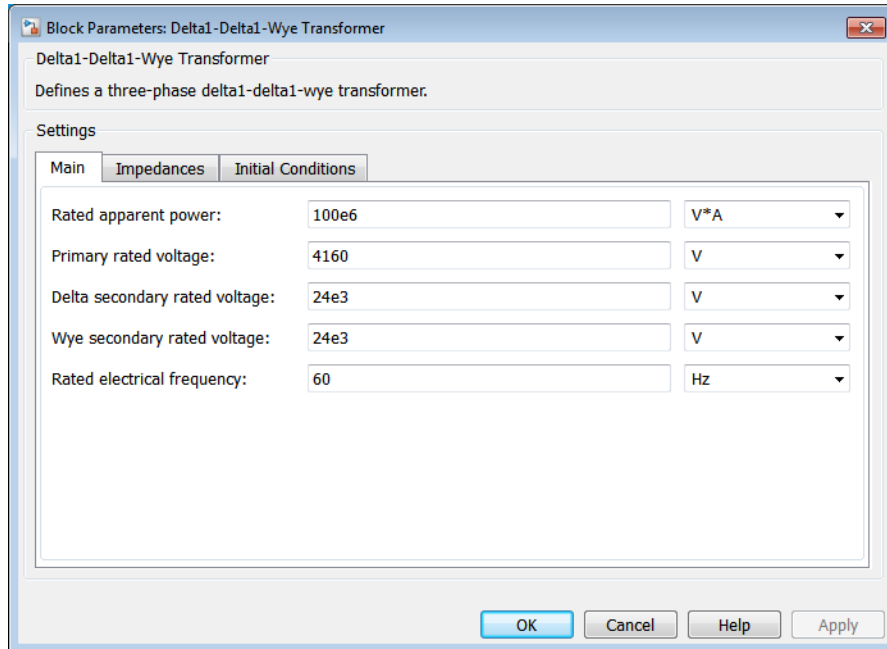 Block Parameters: Delta1-Delta1-Wye Transformer
Delta1-Delta1-Wye Transformer
Defines a three-phase delta1-delta1-wye transformer.
Settings
Main Impedances Initial Conditions
Rated apparent power: 100e6 V*A
Primary rated voltage: 4160 V
Delta secondary rated voltage: 24e3 V
Wye secondary rated voltage: 24e3 V
Rated electrical frequency: 60 Hz
OK Cancel Help Apply